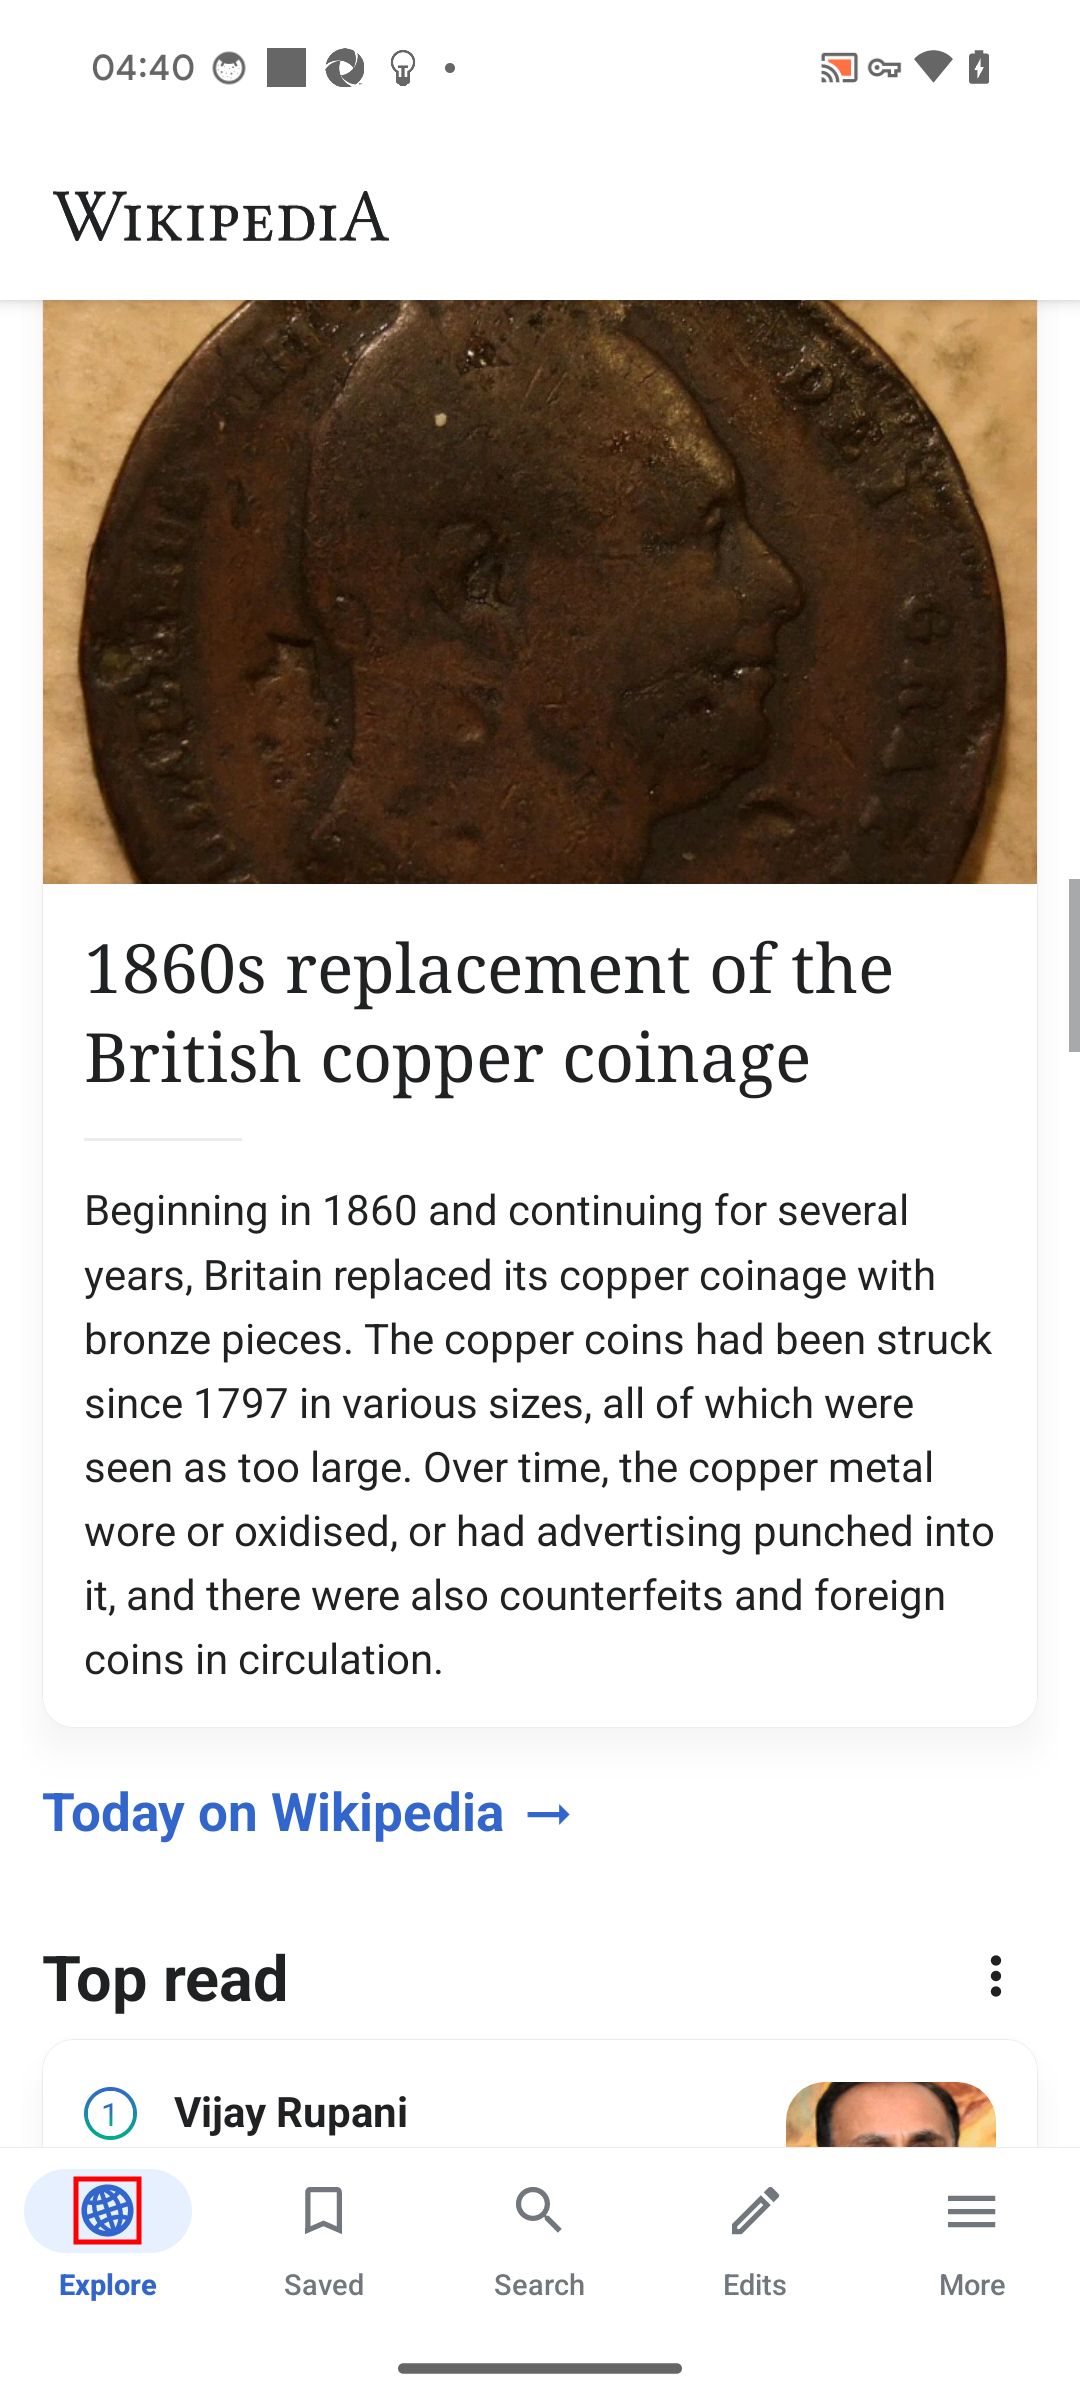 04:40
WIKIPEDIA
1860s replacement of the
British copper coinage
Beginning in 1860 and continuing for several
years, Britain replaced its copper coinage with
bronze pieces. The copper coins had been struck
since 1797 in various sizes, all of which were
seen as too large. Over time, the copper metal
wore or oxidised, or had advertising punched into
it, and there were also counterfeits and foreign
coins in circulation.
Today on Wikipedia →
Top read
1 Vijay Rupani
Explore Saved Search Edits More